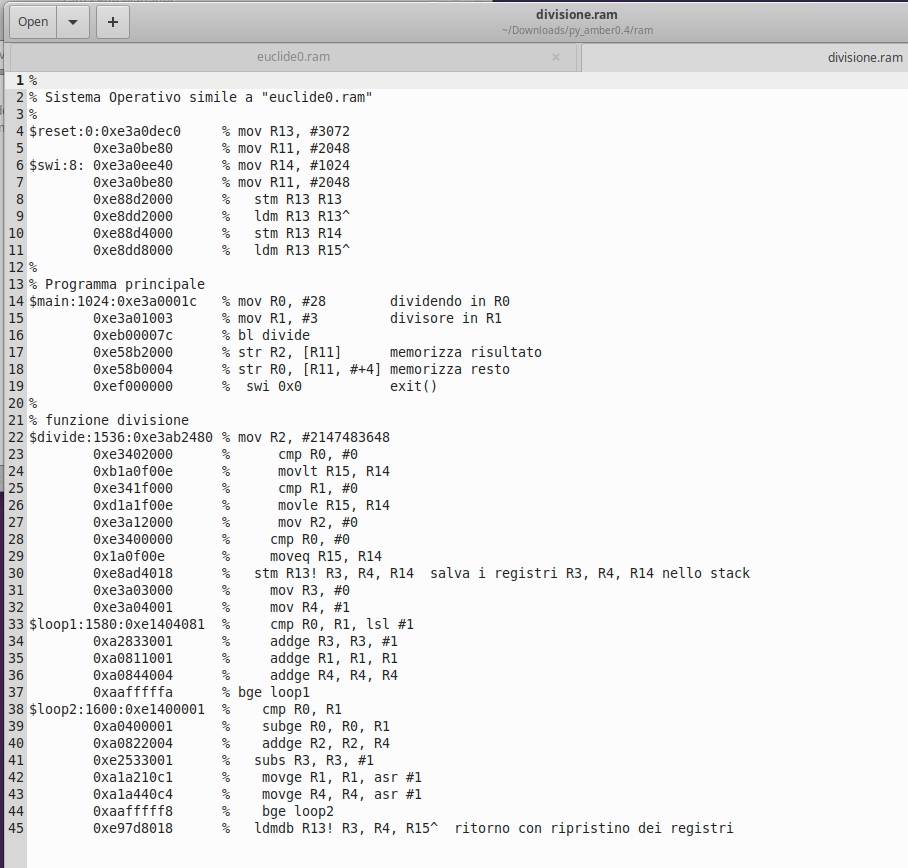 Open
divisione.ram
~/Downloads/py_amber0.4/ram
euclide0.ram
divisione.ram
1 %
2 % Sistema Operativo simile a "euclide0.ram"
3 %
4 $reset:0:0xe3a0dec0     % mov R13, #3072
5         0xe3a0be80     % mov R11, #2048
6 $swi:8: 0xe3a0ee40     % mov R14, #1024
7         0xe3a0be80     % mov R11, #2048
8         0xe88d2000      %   stm R13 R13
9         0xe8dd2000      %   ldm R13 R13^
10         0xe88d4000      %   stm R13 R14
11         0xe8dd8000      %   ldm R13 R15^
12 %
13 % Programma principale
14 $main:1024:0xe3a0001c   % mov R0, #28        dividendo in R0
15         0xe3a01003      % mov R1, #3         divisore in R1
16         0xeb00007c      % bl divide
17         0xe58b2000      % str R2, [R11]      memorizza risultato
18         0xe58b0004      % str R0, [R11, #+4] memorizza resto
19         0xef000000      %  swi 0x0           exit()
20 %
21 % funzione divisione
22 $divide:1536:0xe3ab2480 % mov R2, #2147483648
23         0xe3402000      %      cmp R0, #0
24         0xb1a0f00e      %      movlt R15, R14
25         0xe341f000      %      cmp R1, #0
26         0xd1a1f00e      %      movle R15, R14
27         0xe3a12000      %      mov R2, #0
28         0xe3400000      %     cmp R0, #0
29         0x1a0f00e       %     moveq R15, R14
30         0xe8ad4018      %   stm R13! R3, R4, R14  salva i registri R3, R4, R14 nello stack
31         0xe3a03000      %     mov R3, #0
32         0xe3a04001      %     mov R4, #1
33 $loop1:1580:0xe1404081  %     cmp R0, R1, lsl #1
34         0xa2833001      %     addge R3, R3, #1
35         0xa0811001      %     addge R1, R1, R1
36         0xa0844004      %     addge R4, R4, R4
37         0xaafffffa      % bge loop1
38 $loop2:1600:0xe1400001  %    cmp R0, R1
39         0xa0400001      %    subge R0, R0, R1
40         0xa0822004      %    addge R2, R2, R4
41         0xe2533001      %   subs R3, R3, #1
42         0xa1a210c1      %    movge R1, R1, asr #1
43         0xa1a440c4      %    movge R4, R4, asr #1
44         0xaafffff8      %    bge loop2
45         0xe97d8018      %   ldmdb R13! R3, R4, R15^  ritorno con ripristino dei registri